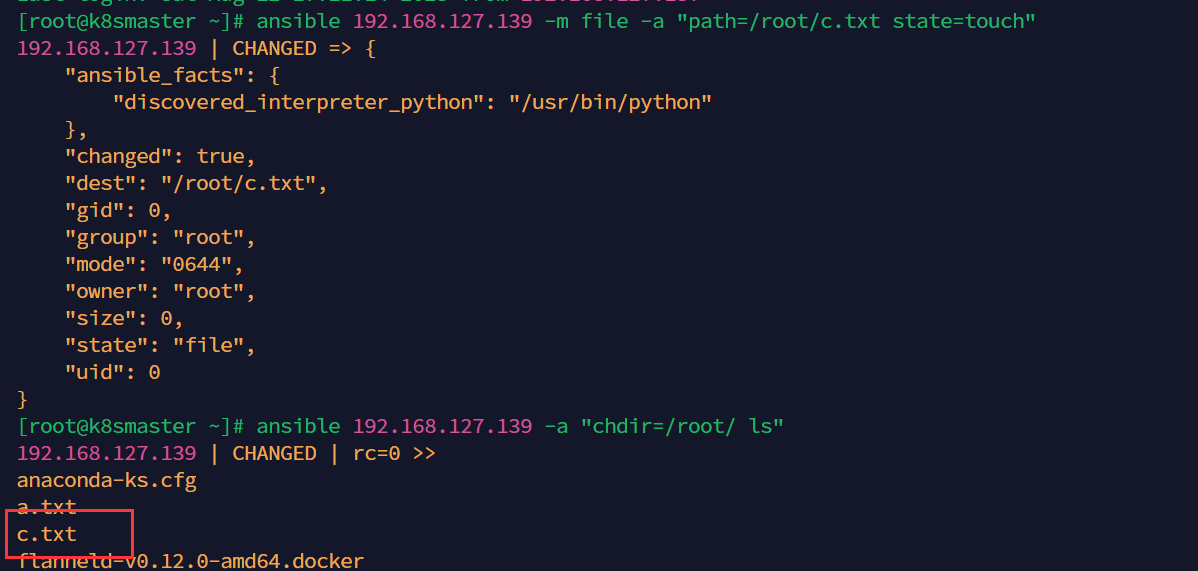 [root@k8smaster ~]# ansible 192.168.127.139 -m file -a "path=/root/c.txt state=touch"
192.168.127.139 | CHANGED => {
    "ansible_facts": {
        "discovered_interpreter_python": "/usr/bin/python"
    },
    "changed": true,
    "dest": "/root/c.txt",
    "gid": 0,
    "group": "root",
    "mode": "0644",
    "owner": "root",
    "size": 0,
    "state": "file",
    "uid": 0
}
[root@k8smaster ~]# ansible 192.168.127.139 -a "chdir=/root/ ls"
192.168.127.139 | CHANGED | rc=0 >>
anaconda-ks.cfg
a.txt
c.txt
flanneld-v0.12.0-amd64.docker